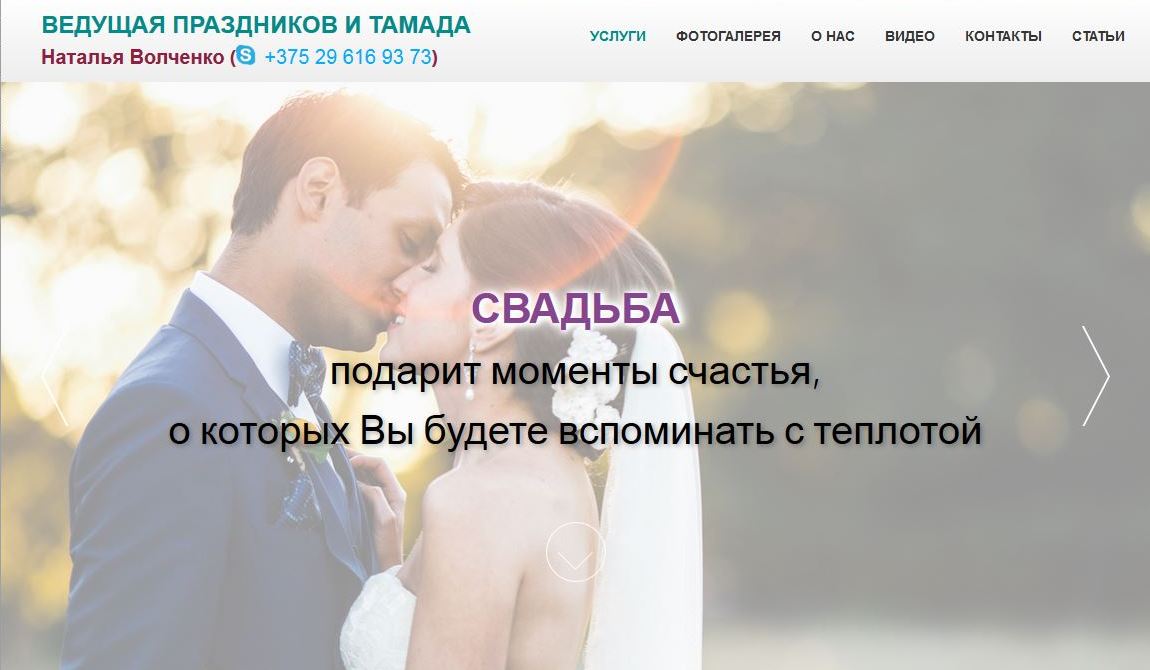 ВЕДУЩАЯ ПРАЗДНИКОВ И ТАМАДА
Наталья Волченко ( +375 29 616 93 73)
УСЛУГИ ФОТОГАЛЕРЕЯ О НАС ВИДЕО КОНТАКТЫ СТАТЬИ
СВАДЬБА
подарит моменты счастья,
о которых Вы будете вспоминать с теплотой